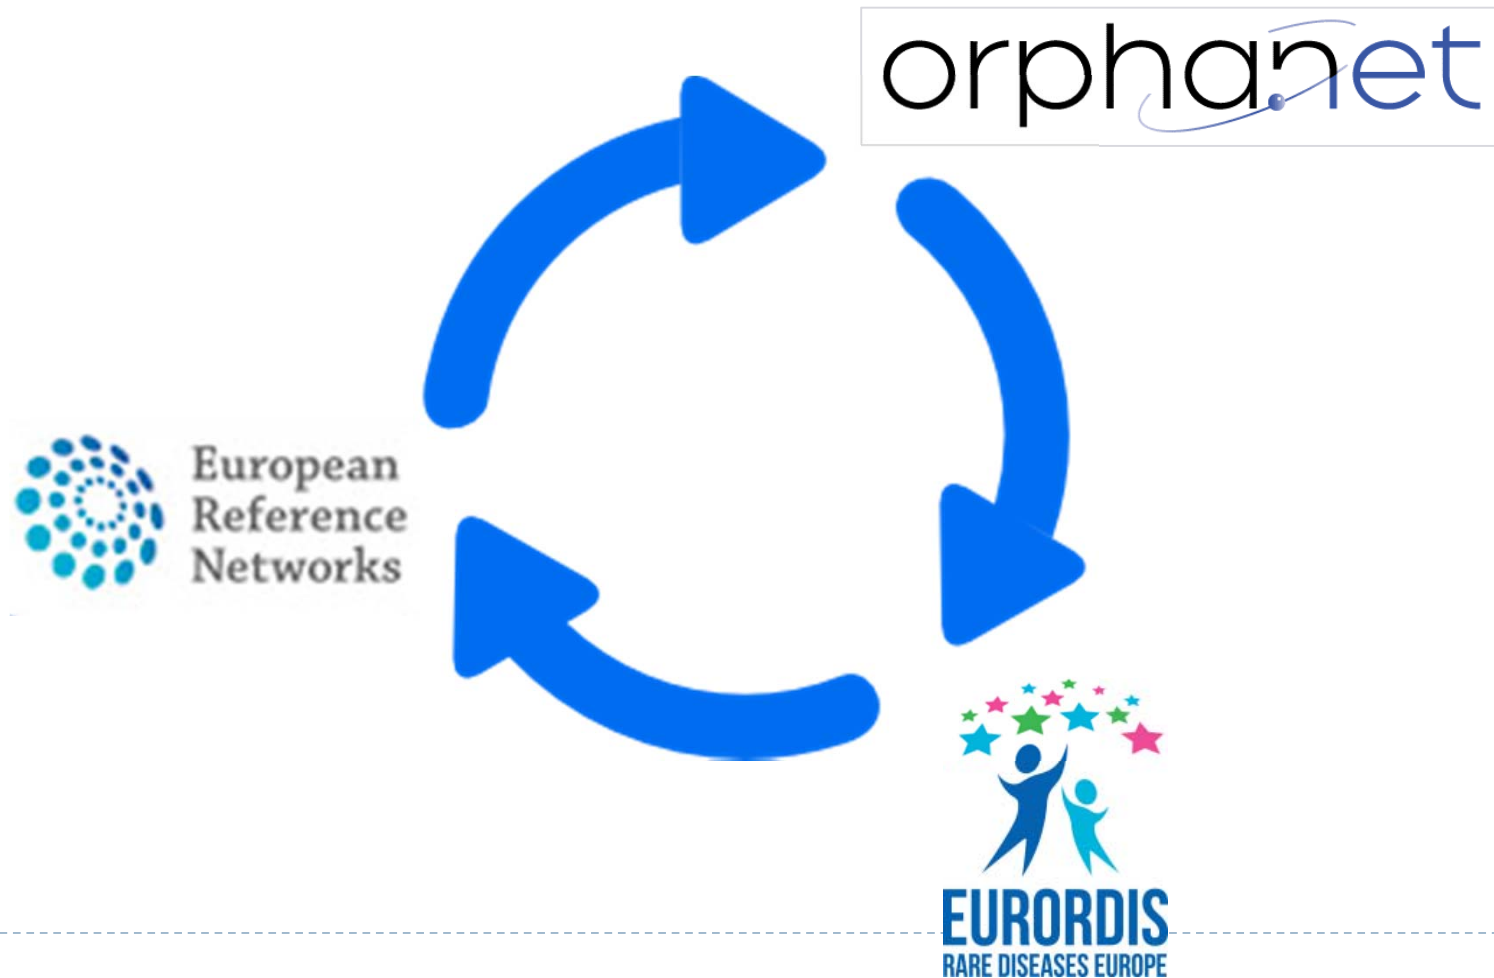 orphanet
European
Reference
Networks
EURORDIS
RARE DISEASES EUROPE